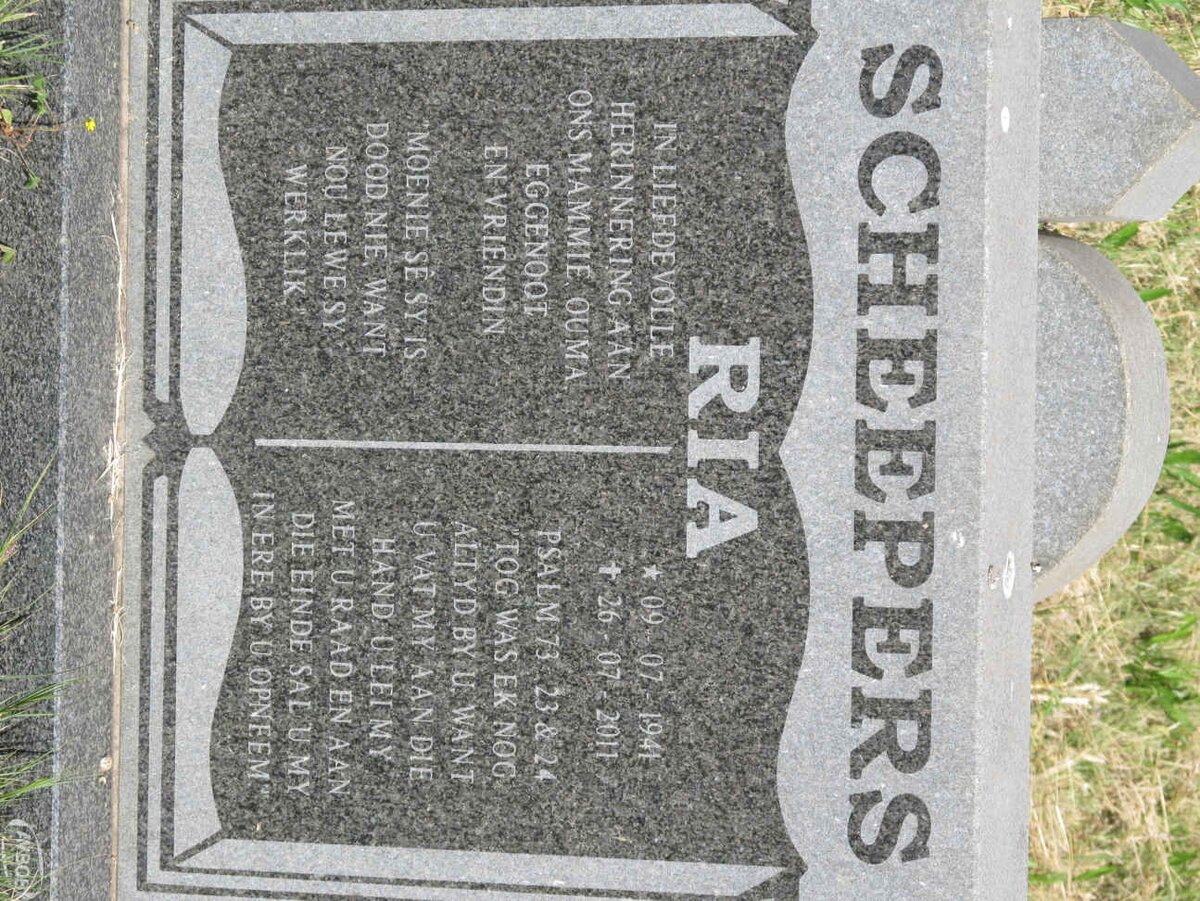 SCHEEPERS
RIA
IN LIEFDEVOLLE
HERINNERING AAN
ONS MAMMIE, OUMA
EGGENOOT
EN VRIENDIN
"MOENIE SE SY IS
DOOD NIE WANT
NOU LEWE SY
WERKLIK
★ 09 - 07 - 1941
✝ 26 - 07 - 2011
PSALM 73 : 23 & 24
"TOG WAS EK NOG
ALTYD BY U WANT
U VAT MY AAN DIE
HAND U LEI MY
MET U RAAD EN AAN
DIE EINDE SAL U MY
IN ERE BY U OPNEEM"